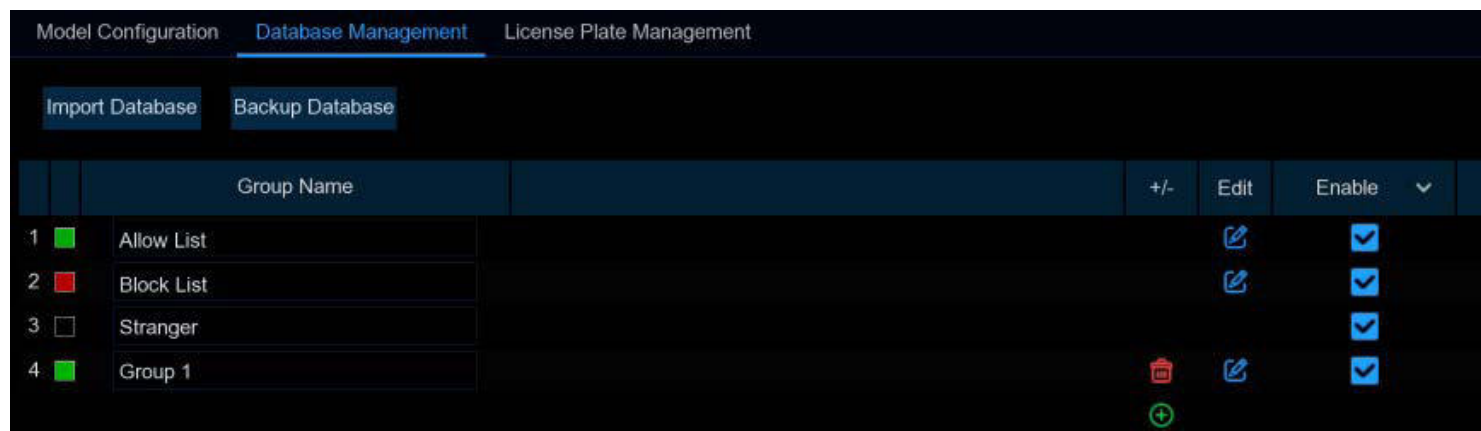 Model Configuration Database Management License Plate Management
Import Database Backup Database
Group Name +/- Edit Enable
1 Allow List
2 Block List
3 Stranger
4 Group 1